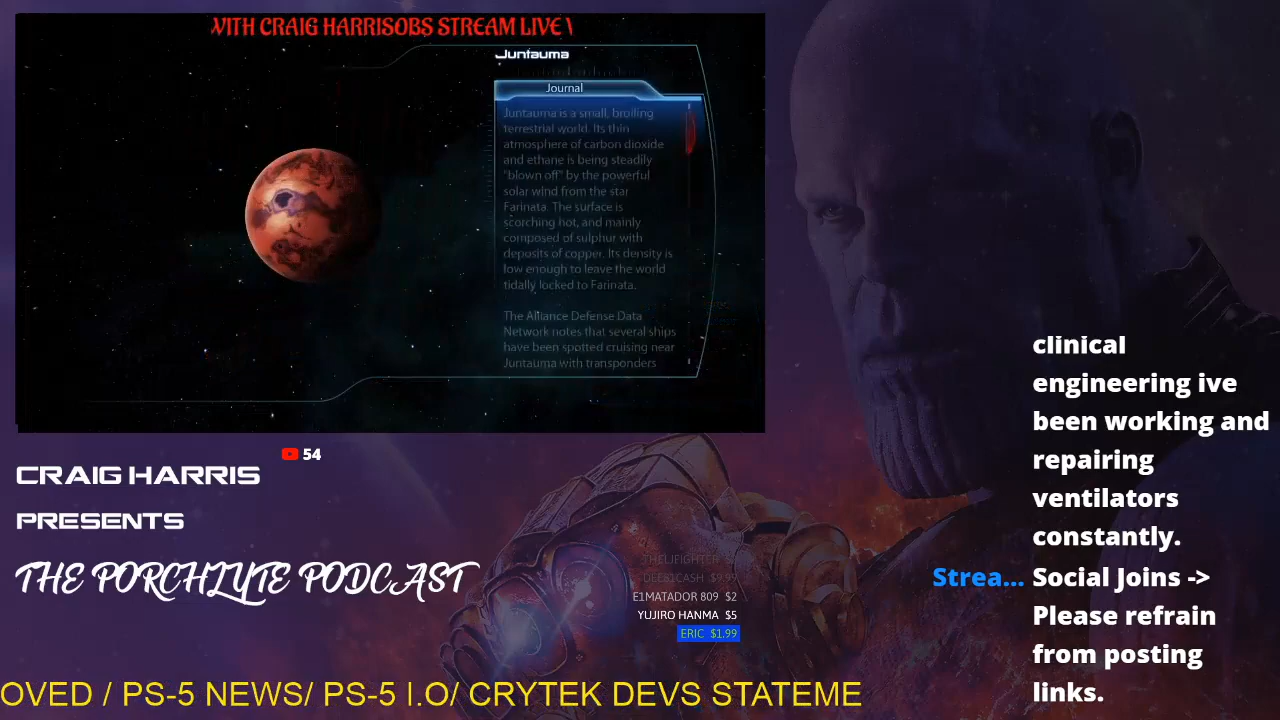 WITH CRAIG HARRISOBS STREAM LIVE
Juntauma
Journal
Juntauma is a small, broiling
terrestrial world. Its thin
atmosphere of carbon dioxide
and ethane is being steadily
"blown off" by the powerful
solar wind from the star
Farinata. The surface is
scorching hot, and mainly
composed of sulphur with
deposits of copper. Its density is
low enough to leave the world
tidally locked to Farinata.
The Alliance Defense Data
Network notes that several ships
have been spotted cruising near
Juntauma with transponders
54
CRAIG HARRIS
PRESENTS
THE PORCHLYTE PODCAST
DEE81CASH $9.99
E1MATADOR 809 $2
YUJIRO HANMA $5
ERIC $1.99
clinical
engineering ive
been working and
repairing
ventilators
constantly.
Strea... Social Joins ->
Please refrain
from posting
links.
OVED / PS-5 NEWS/ PS-5 I.O/ CRYTEK DEVS STATEME